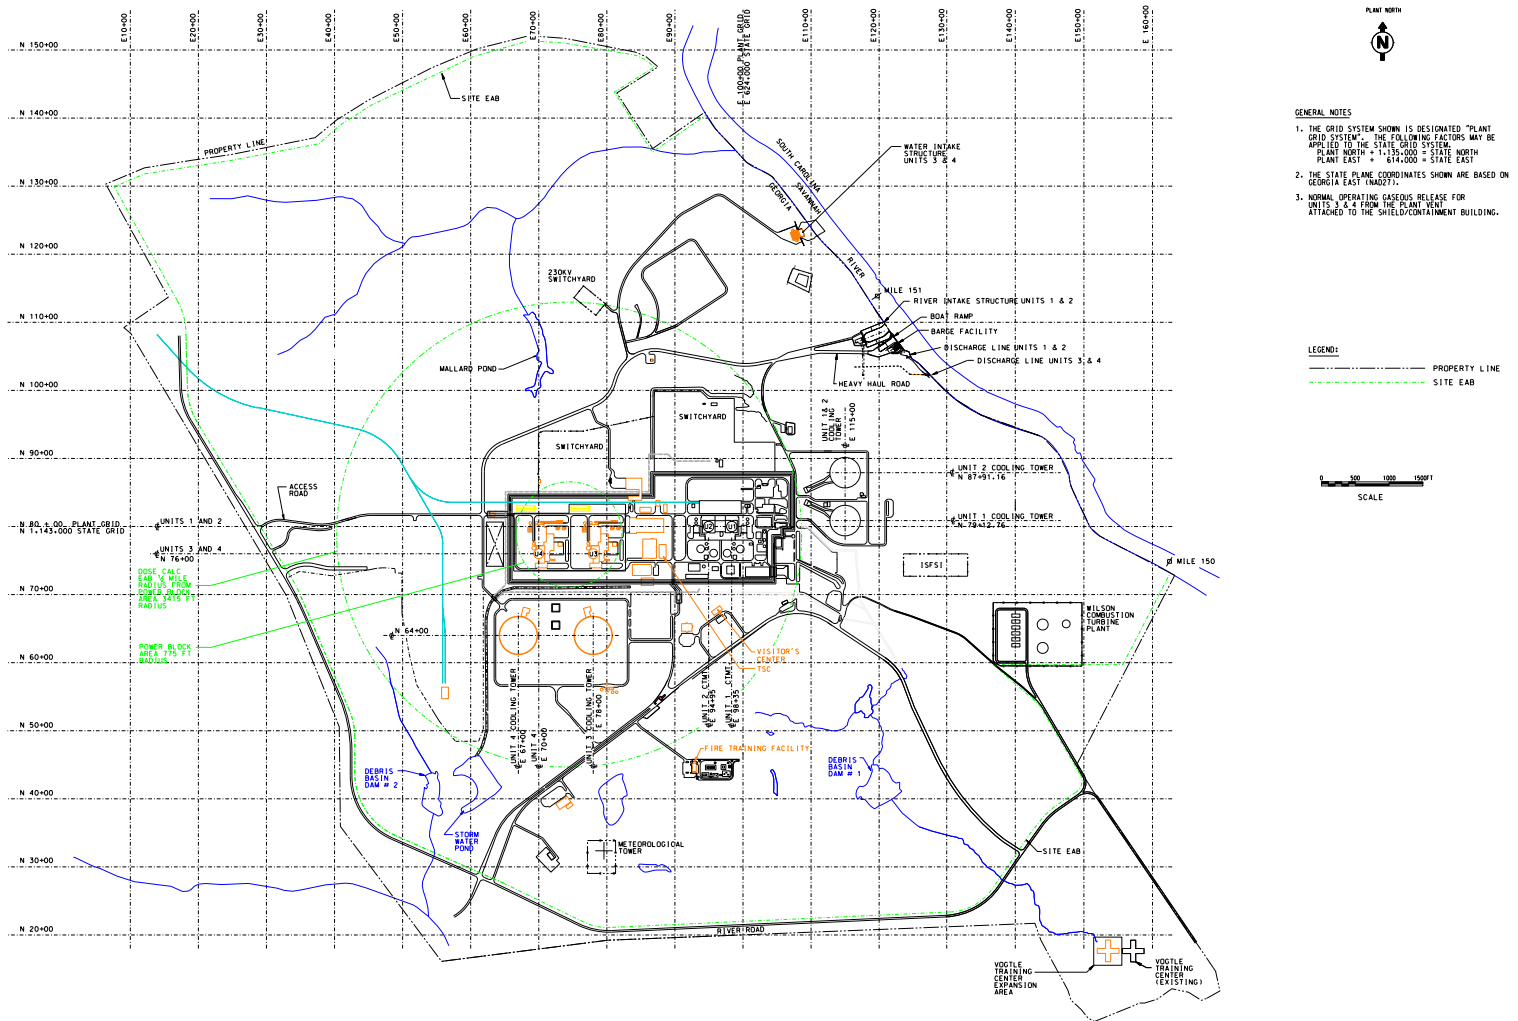 E10+00
E20+00
E30+00
E40+00
E50+00
E60+00
E70+00
E80+00
E90+00
E 100+00 PLANT GRID
E 624,000 STATE GRID
E110+00
E120+00
E130+00
E140+00
E150+00
E 160+00
PLANT NORTH
N
N 150+00
N 140+00
N 130+00
N 120+00
N 110+00
N 100+00
N 90+00
N 80+00 PLANT GRID
N 1,143,000 STATE GRID
N 70+00
N 60+00
N 50+00
N 40+00
N 30+00
N 20+00
SITE EAB
PROPERTY LINE
WATER INTAKE
STRUCTURE
UNITS 3 & 4
SOUTH CAROLINA
SAVANNAH
GEORGIA
RIVER
230KV
SWITCHYARD
MILE 151
RIVER INTAKE STRUCTURE UNITS 1 & 2
BOAT RAMP
BARGE FACILITY
DISCHARGE LINE UNITS 1 & 2
DISCHARGE LINE UNITS 3 & 4
HEAVY HAUL ROAD
MALLARD POND
SWITCHYARD
SWITCHYARD
UNIT 1& 2
COOLING
TOWER
E 115+00
UNIT 2 COOLING TOWER
N 87+91.16
UNIT 1 COOLING TOWER
N 79+12.76
ACCESS
ROAD
UNITS 1 AND 2
UNITS 3 AND 4
N 76+00
U4
U3
U2
U1
ISFSI
MILE 150
DOSE CALC
EAB ½ MILE
RADIUS FROM
POWER BLOCK
AREA 3415 FT
RADIUS
POWER BLOCK
AREA 775 FT
RADIUS
N 64+00
WILSON
COMBUSTION
TURBINE
PLANT
VISITOR'S
CENTER
TSC
UNIT 4 COOLING TOWER
E 67+00
UNIT 4
E 70+00
UNIT 3 COOLING TOWER
E 78+00
UNIT 2 CTMT
E 94+95
UNIT 1 CTMT
E 98+35
FIRE TRAINING FACILITY
DEBRIS
BASIN
DAM # 2
DEBRIS
BASIN
DAM # 1
STORM
WATER
POND
METEOROLOGICAL
TOWER
SITE EAB
RIVER ROAD
VOGTLE
TRAINING
CENTER
EXPANSION
AREA
VOGTLE
TRAINING
CENTER
(EXISTING)
GENERAL NOTES
1. THE GRID SYSTEM SHOWN IS DESIGNATED "PLANT
GRID SYSTEM". THE FOLLOWING FACTORS MAY BE
APPLIED TO THE STATE GRID SYSTEM.
PLANT NORTH + 1,135,000 = STATE NORTH
PLANT EAST + 614,000 = STATE EAST
2. THE STATE PLANE COORDINATES SHOWN ARE BASED ON
GEORGIA EAST (NAD27).
3. NORMAL OPERATING GASEOUS RELEASE FOR
UNITS 3 & 4 FROM THE PLANT VENT
ATTACHED TO THE SHIELD/CONTAINMENT BUILDING.
LEGEND:
PROPERTY LINE
SITE EAB
0 500 1000 1500FT
SCALE